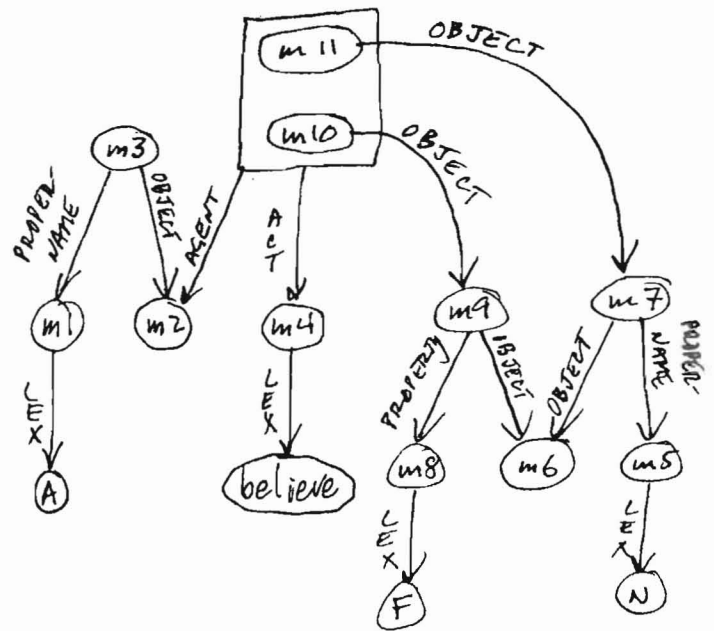 m11
OBJECT
m10
OBJECT
m3
PROPER-
NAME
OBJECT
AGENT
ACT
m1
m2
m4
m9
m7
LEX
LEX
PROPERTY
OBJECT
OBJECT
PROPER-
NAME
A
believe
m8
m6
m5
LEX
LEX
F
N